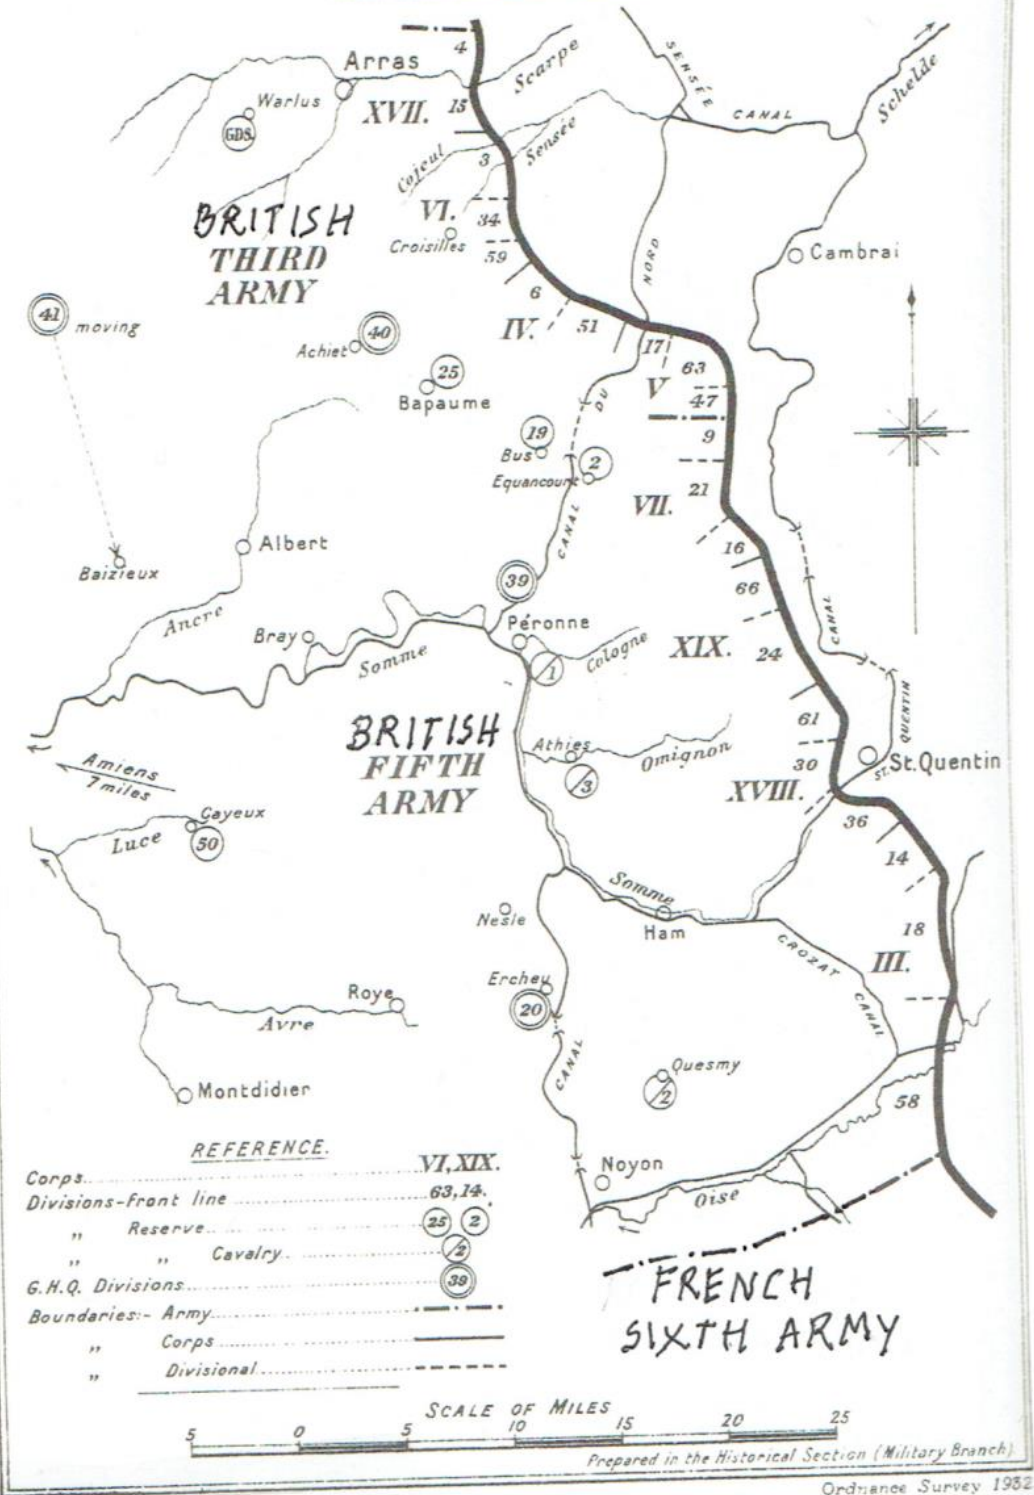 4
Arras
Scarpe
SENSÉE
CANAL
Schelde
Warlus
GDS.
XVII.
15
Cojeul
3
Sensée
BRITISH
THIRD
ARMY
VI.
34
Croisilles
59
NORD
Cambrai
41
moving
6
IV.
51
Achiet
40
17
63
25
Bapaume
V
47
DU
9
19
Bus
2
Equancourt
21
VII.
CANAL
16
Albert
Baizieux
39
66
Ancre
Bray
Somme
Péronne
Cologne
1
XIX.
24
CANAL
QUENTIN
61
BRITISH
FIFTH
ARMY
Athies
Omignon
3
30
ST.
St.Quentin
XVIII.
Amiens
7 miles
36
Gayeux
Luce
50
14
Somme
Ham
Nesle
18
CROZAT
CANAL
III.
Ercheu
20
Roye
Avre
CANAL
Quesmy
2
Montdidier
58
Noyon
Oise
REFERENCE.
Corps VI, XIX.
Divisions-Front line 63,14.
„ Reserve 25 2
„ „ Cavalry 2
G.H.Q. Divisions 39
Boundaries:- Army
„ Corps
„ Divisional
FRENCH
SIXTH ARMY
SCALE OF MILES
5 0 5 10 15 20 25
Prepared in the Historical Section (Military Branch)
Ordnance Survey 1932